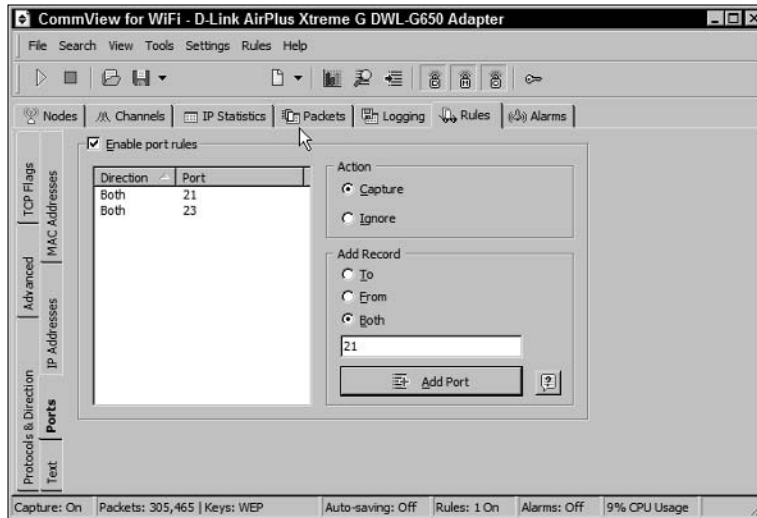 CommView for WiFi - D-Link AirPlus Xtreme G DWL-G650 Adapter
File Search View Tools Settings Rules Help
Nodes Channels IP Statistics Packets Logging Rules Alarms
TCP Flags
Advanced
Protocols & Direction
MAC Addresses
IP Addresses
Ports
Text
Enable port rules
Direction Port
Both 21
Both 23
Action
Capture
Ignore
Add Record
To
From
Both
21
Add Port
?
Capture: On Packets: 305,465 | Keys: WEP Auto-saving: Off Rules: 1 On Alarms: Off 9% CPU Usage